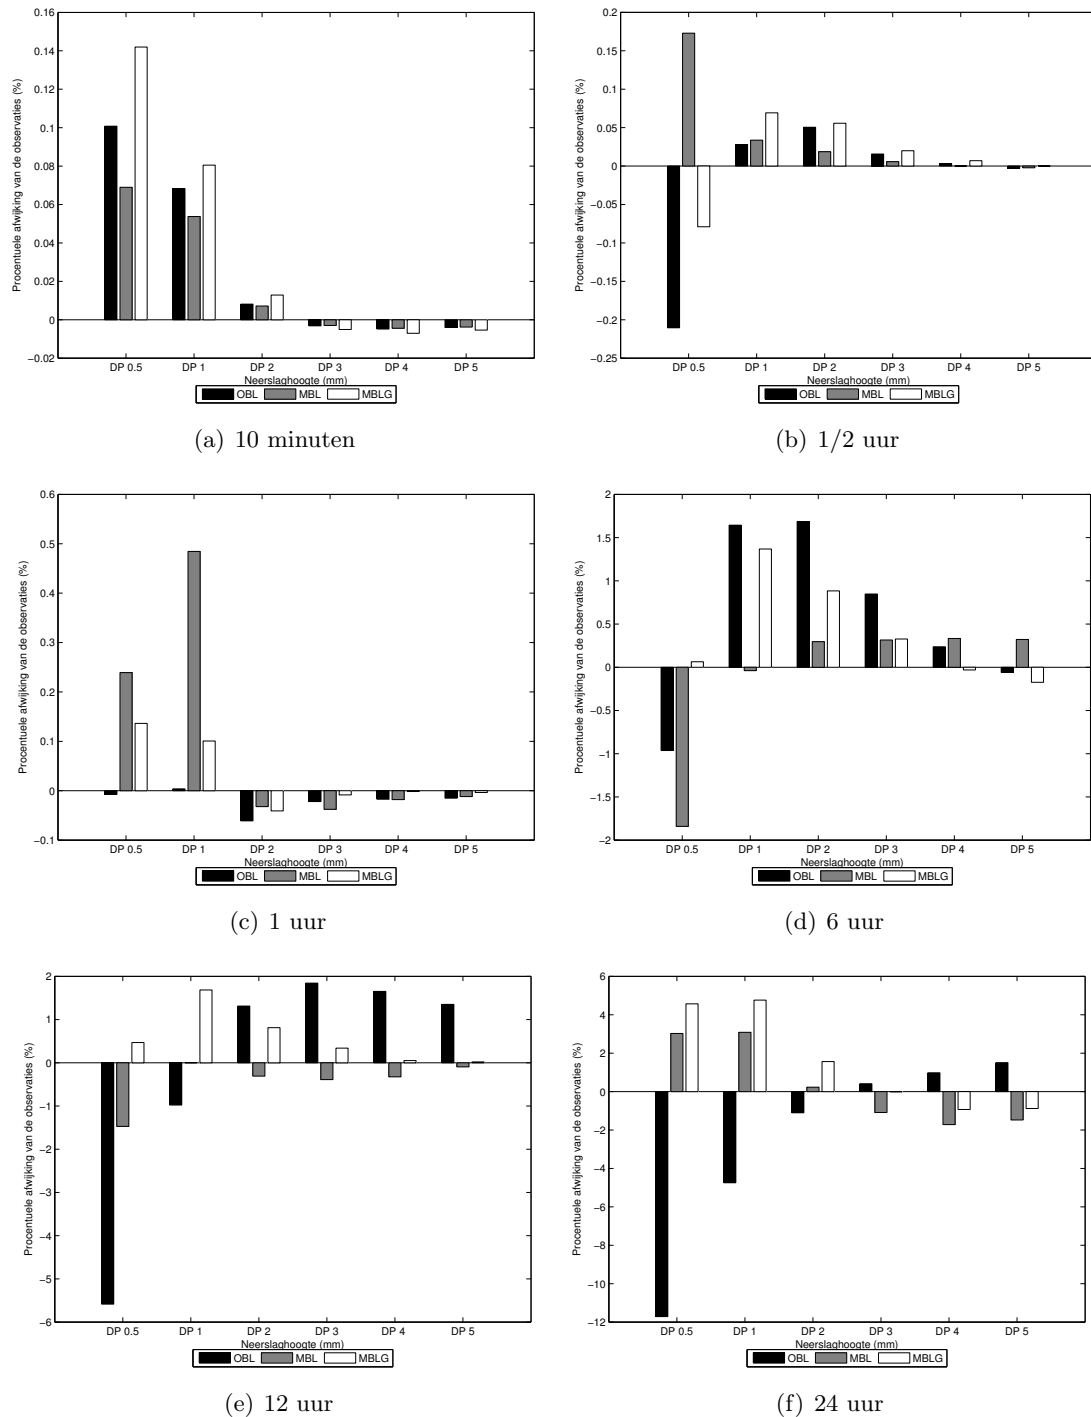 0.16
0.14
0.12
0.1
0.08
0.06
0.04
0.02
0
−0.02
Procentuele afwijking van de observaties (%)
DP 0.5 DP 1 DP 2 DP 3 DP 4 DP 5
Neerslaghoogte (mm)
OBL MBL MBLG
(a) 10 minuten
0.2
0.15
0.1
0.05
0
−0.05
−0.1
−0.15
−0.2
−0.25
Procentuele afwijking van de observaties (%)
DP 0.5 DP 1 DP 2 DP 3 DP 4 DP 5
Neerslaghoogte (mm)
OBL MBL MBLG
(b) 1/2 uur
0.6
0.5
0.4
0.3
0.2
0.1
0
−0.1
Procentuele afwijking van de observaties (%)
DP 0.5 DP 1 DP 2 DP 3 DP 4 DP 5
Neerslaghoogte (mm)
OBL MBL MBLG
(c) 1 uur
2
1.5
1
0.5
0
−0.5
−1
−1.5
−2
Procentuele afwijking van de observaties (%)
DP 0.5 DP 1 DP 2 DP 3 DP 4 DP 5
Neerslaghoogte (mm)
OBL MBL MBLG
(d) 6 uur
2
1
0
−1
−2
−3
−4
−5
−6
Procentuele afwijking van de observaties (%)
DP 0.5 DP 1 DP 2 DP 3 DP 4 DP 5
Neerslaghoogte (mm)
OBL MBL MBLG
(e) 12 uur
6
4
2
0
−2
−4
−6
−8
−10
−12
Procentuele afwijking van de observaties (%)
DP 0.5 DP 1 DP 2 DP 3 DP 4 DP 5
Neerslaghoogte (mm)
OBL MBL MBLG
(f) 24 uur